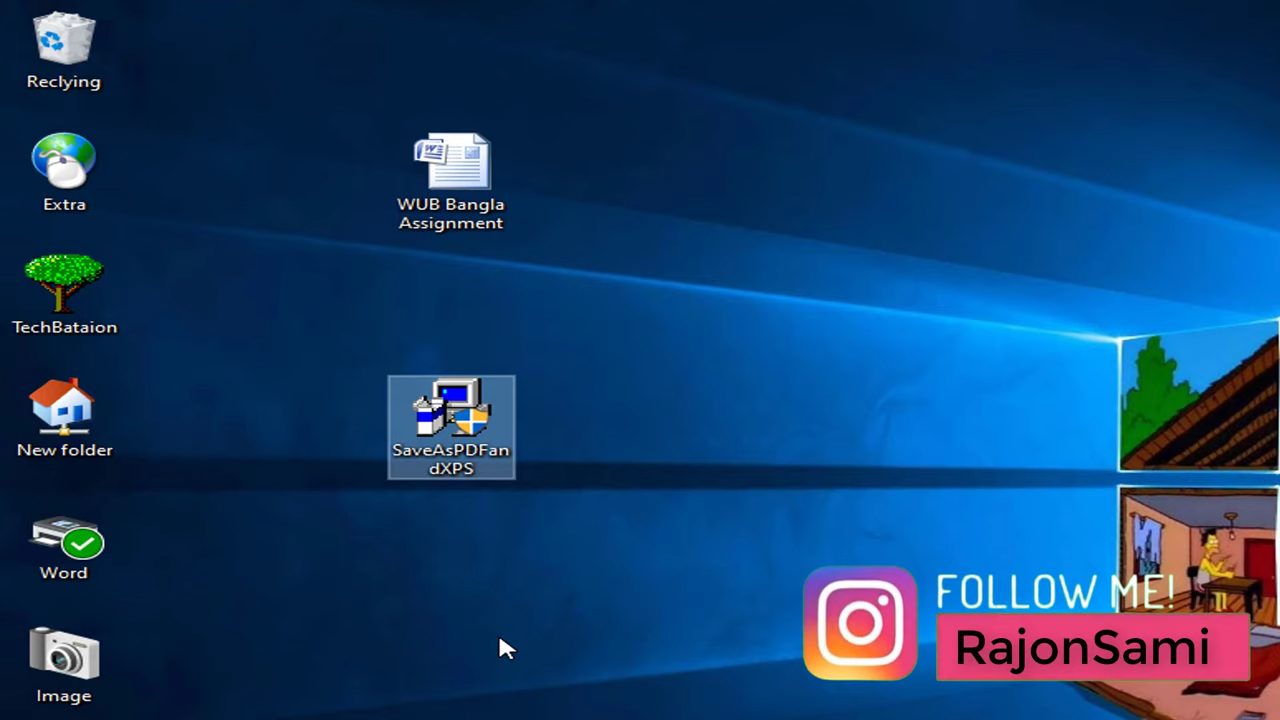 Reclying
Extra
TechBataion
New folder
Word
Image
WUB Bangla
Assignment
SaveAsPDFan
dXPS
FOLLOW ME!
RajonSami